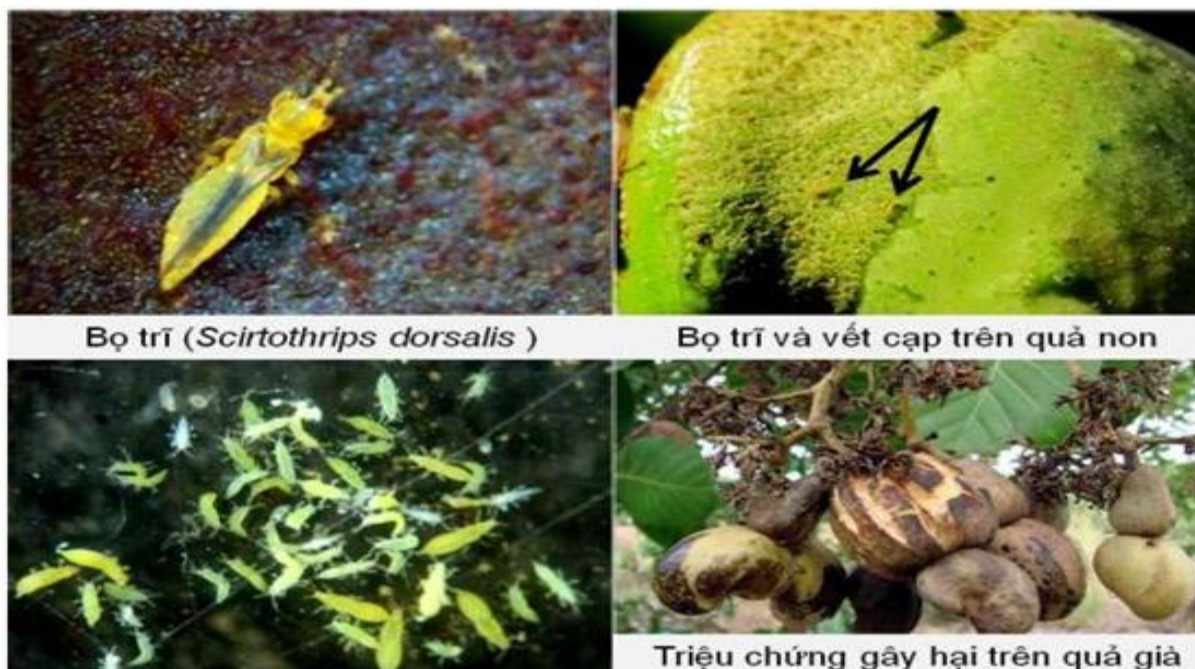 Bọ trĩ (Scirtothrips dorsalis )
Bọ trĩ và vết cạp trên quả non
Triệu chứng gây hại trên quả già